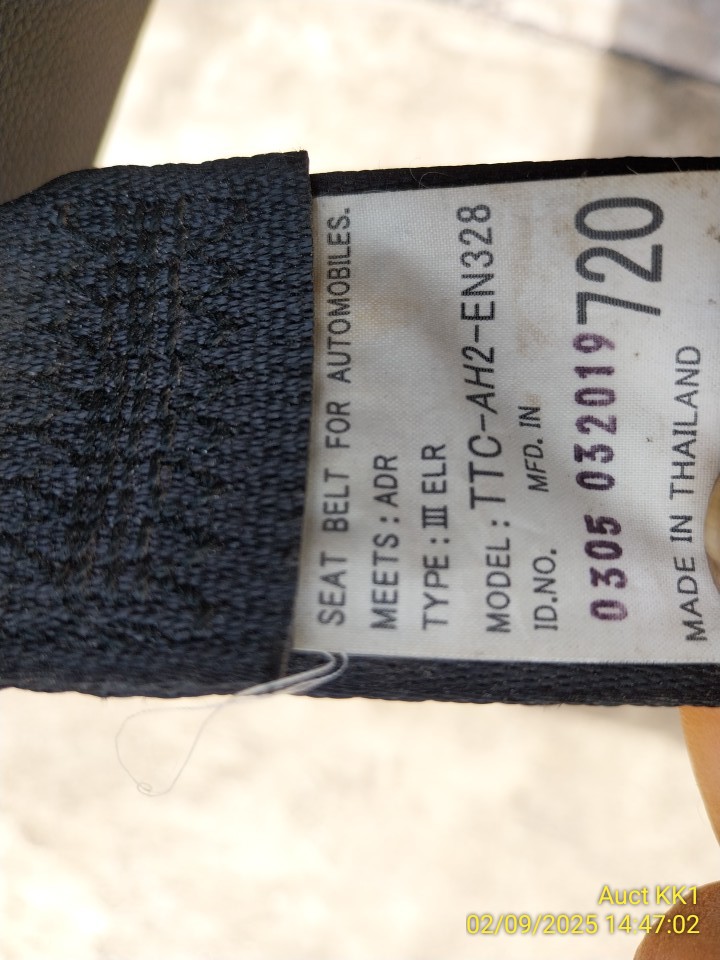 SEAT BELT FOR AUTOMOBILES.
MEETS : ADR
TYPE : III ELR
MODEL : TTC-AH2-EN328
ID.NO. MFD. IN
0305 032019 720
MADE IN THAILAND
Auct KK1
02/09/2025 14:47:02